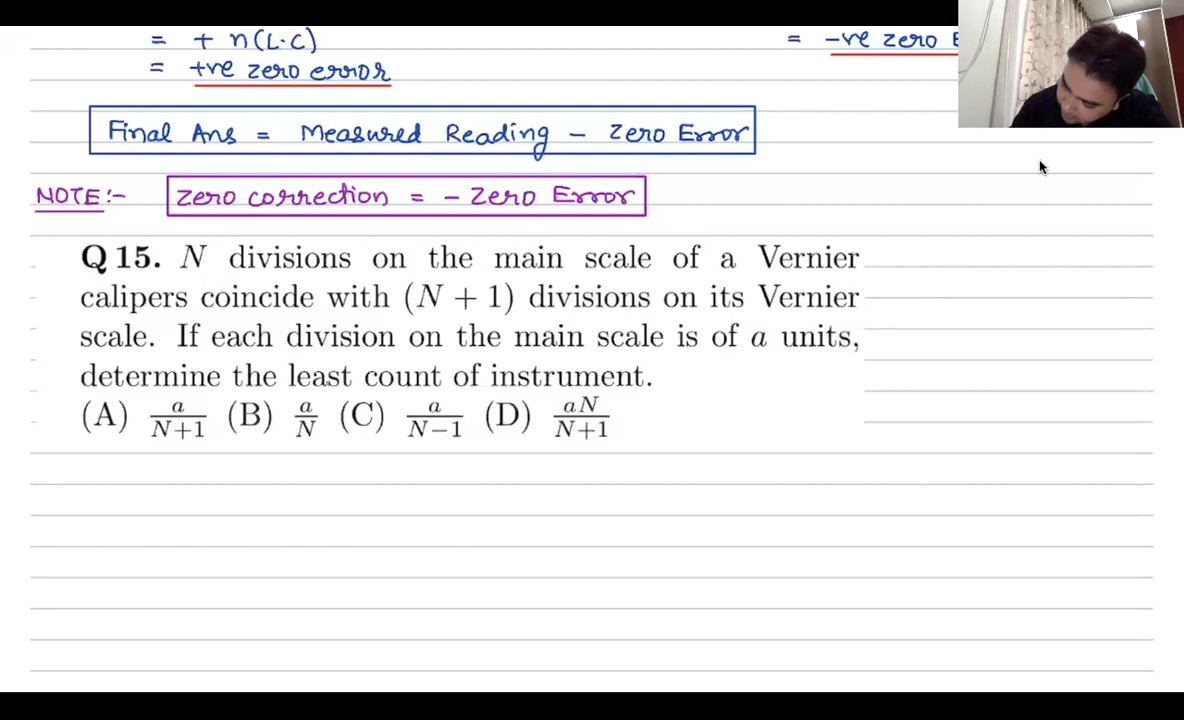 = + n(L.C)
= -ve zero
= +ve zero error
Final Ans = Measured Reading - Zero Error
NOTE:- Zero correction = - Zero Error
Q 15. N divisions on the main scale of a Vernier
calipers coincide with (N + 1) divisions on its Vernier
scale. If each division on the main scale is of a units,
determine the least count of instrument.
(A) a/N+1 (B) a/N (C) a/N−1 (D) aN/N+1